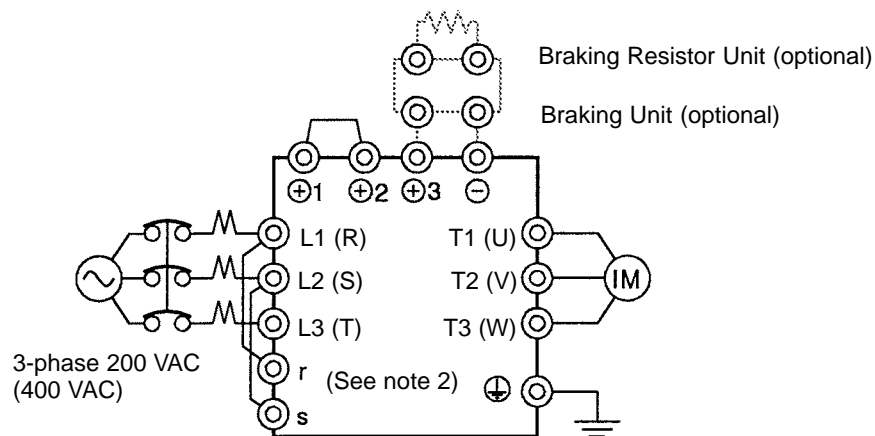 Braking Resistor Unit (optional)
Braking Unit (optional)
⊕1 ⊕2 ⊕3 ⊖
L1 (R) T1 (U)
L2 (S) T2 (V) IM
L3 (T) T3 (W)
3-phase 200 VAC
(400 VAC)
r (See note 2)
s